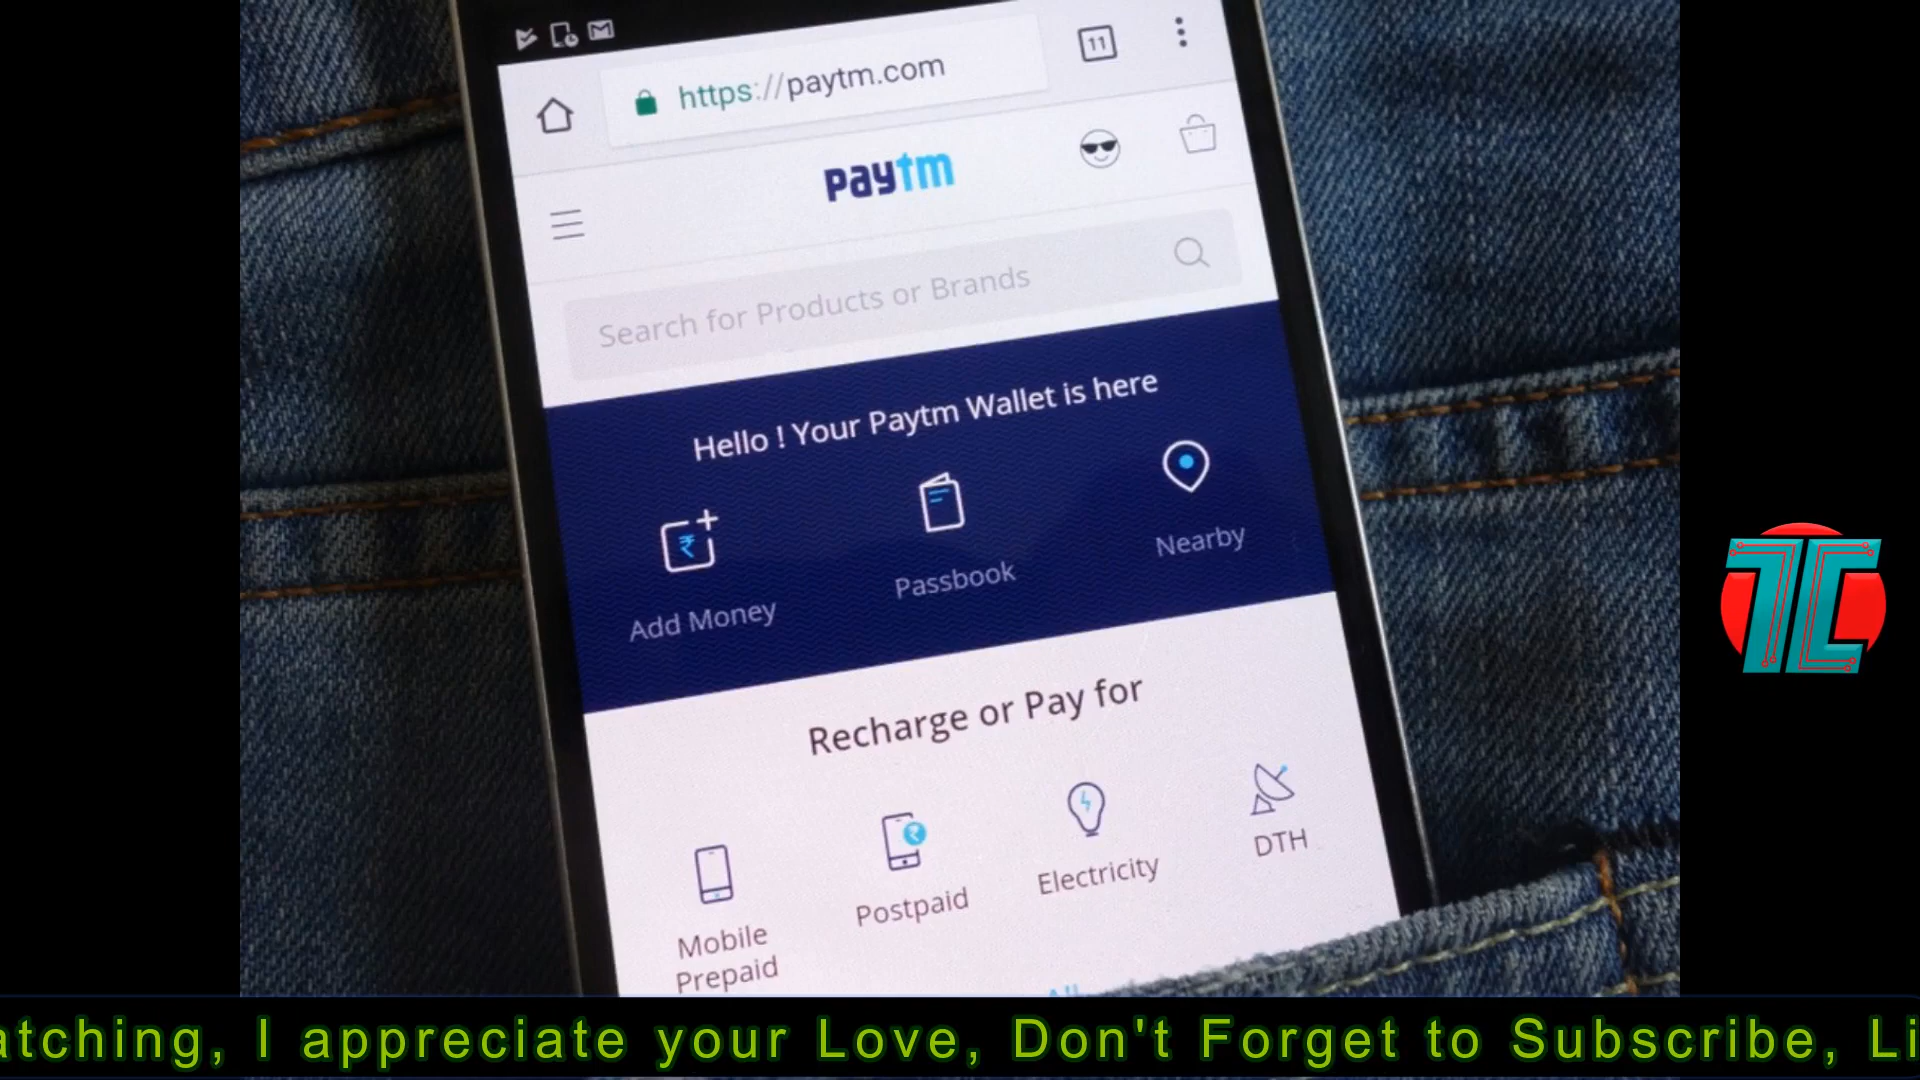 11
https://paytm.com
paytm
Search for Products or Brands
Hello ! Your Paytm Wallet is here
Add Money
Passbook
Nearby
Recharge or Pay for
Mobile
Prepaid
Postpaid
Electricity
DTH
All
TC
atching, I appreciate your Love, Don't Forget to Subscribe, Li